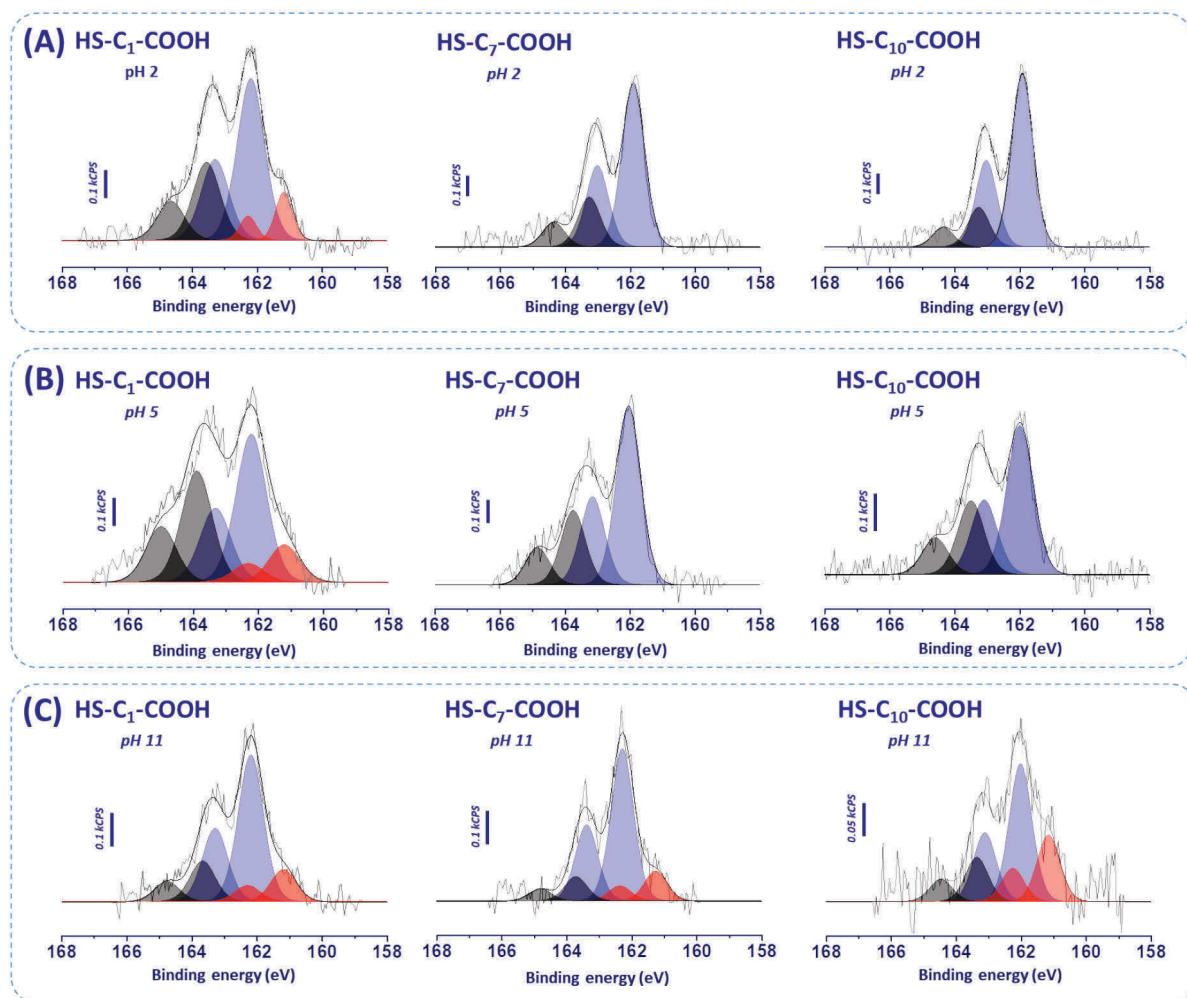 (A)
HS-C₁-COOH
pH 2
0.1 kCPS
168 166 164 162 160 158
Binding energy (eV)
HS-C₇-COOH
pH 2
0.1 kCPS
168 166 164 162 160 158
Binding energy (eV)
HS-C₁₀-COOH
pH 2
0.1 kCPS
168 166 164 162 160 158
Binding energy (eV)
(B)
HS-C₁-COOH
pH 5
0.1 kCPS
168 166 164 162 160 158
Binding energy (eV)
HS-C₇-COOH
pH 5
0.1 kCPS
168 166 164 162 160 158
Binding energy (eV)
HS-C₁₀-COOH
pH 5
0.1 kCPS
168 166 164 162 160 158
Binding energy (eV)
(C)
HS-C₁-COOH
pH 11
0.1 kCPS
168 166 164 162 160 158
Binding energy (eV)
HS-C₇-COOH
pH 11
0.1 kCPS
168 166 164 162 160 158
Binding energy (eV)
HS-C₁₀-COOH
pH 11
0.05 kCPS
168 166 164 162 160 158
Binding energy (eV)